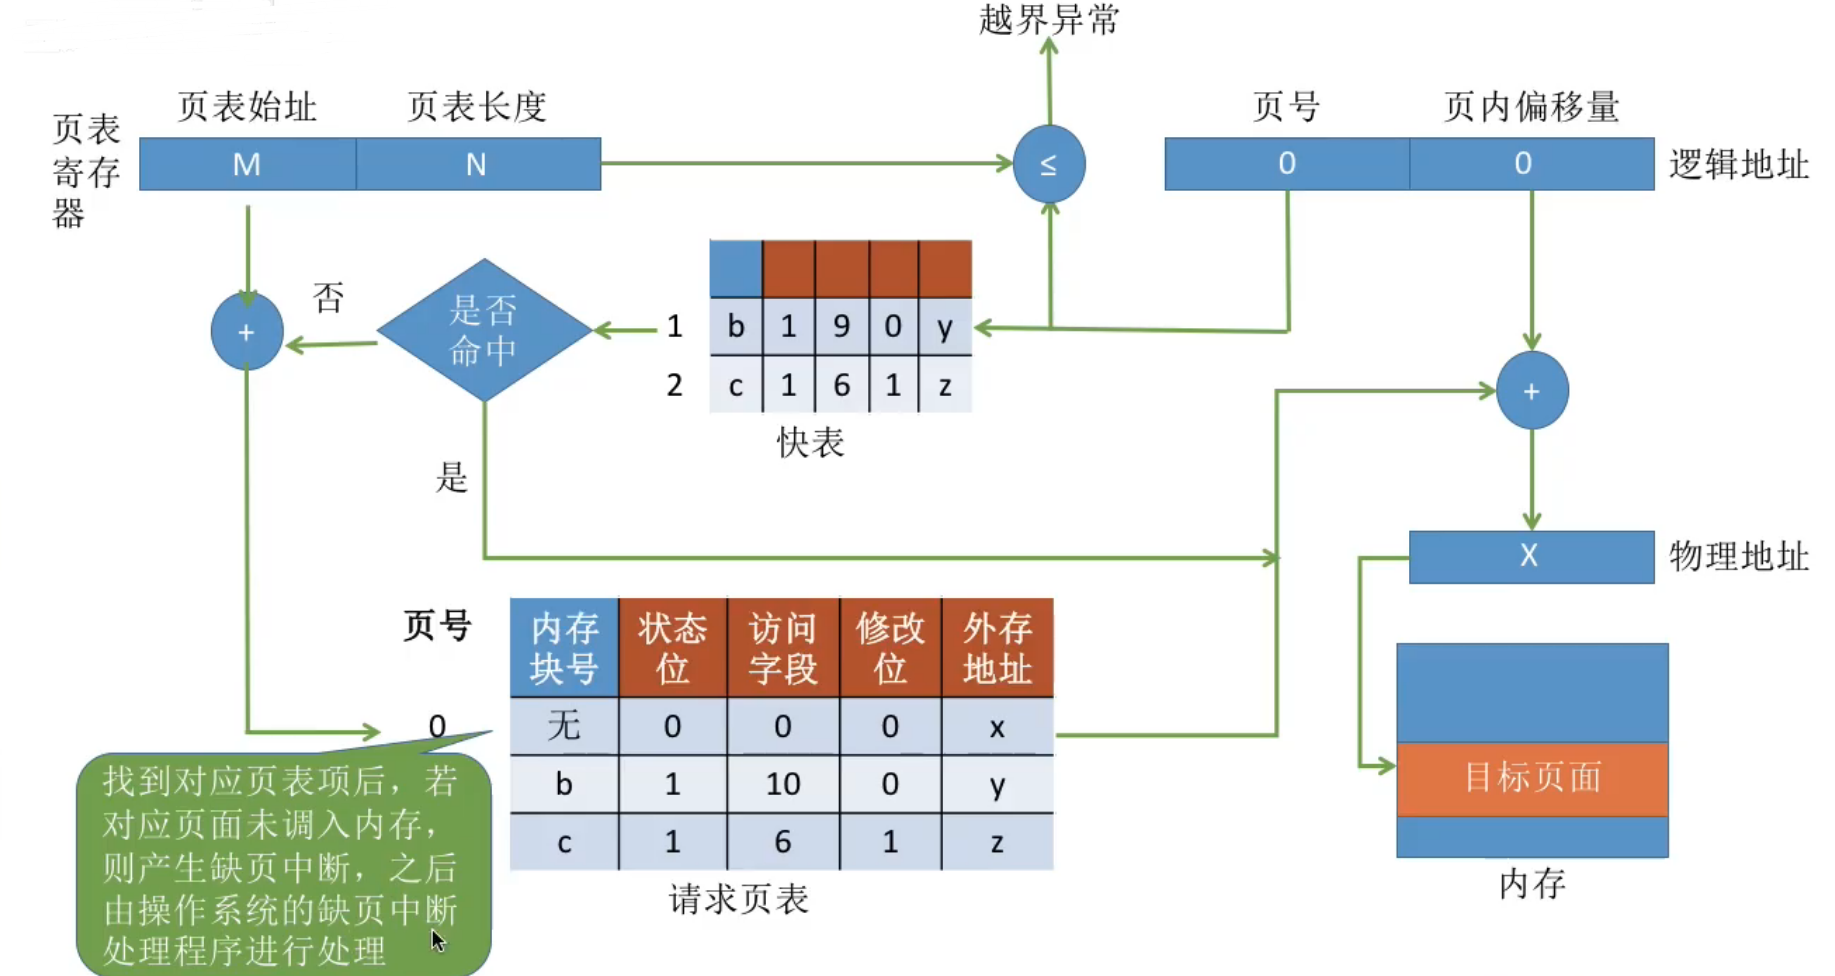 越界异常
页表始址
页表长度
页号
页内偏移量
页表
寄存
器
M
N
≤
0
0
逻辑地址
+
否
是否
命中
1
b
1
9
0
y
2
c
1
6
1
z
快表
+
是
X
物理地址
页号
内存
块号
状态
位
访问
字段
修改
位
外存
地址
0
无
0
0
0
x
b
1
10
0
y
c
1
6
1
z
请求页表
找到对应页表项后，若
对应页面未调入内存，
则产生缺页中断，之后
由操作系统的缺页中断
处理程序进行处理
目标页面
内存